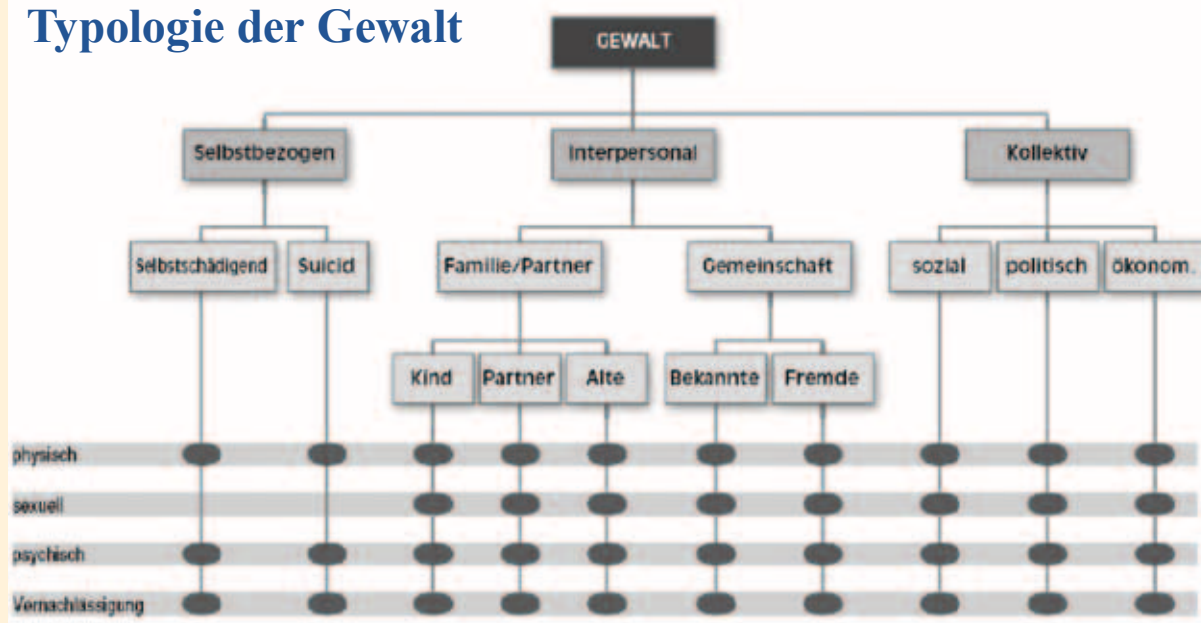 Typologie der Gewalt
GEWALT
Selbstbezogen
Interpersonal
Kollektiv
Selbstschädigend
Suicid
Familie/Partner
Gemeinschaft
sozial
politisch
ökonom.
Kind
Partner
Alte
Bekannte
Fremde
physisch
sexuell
psychisch
Vernachlässigung